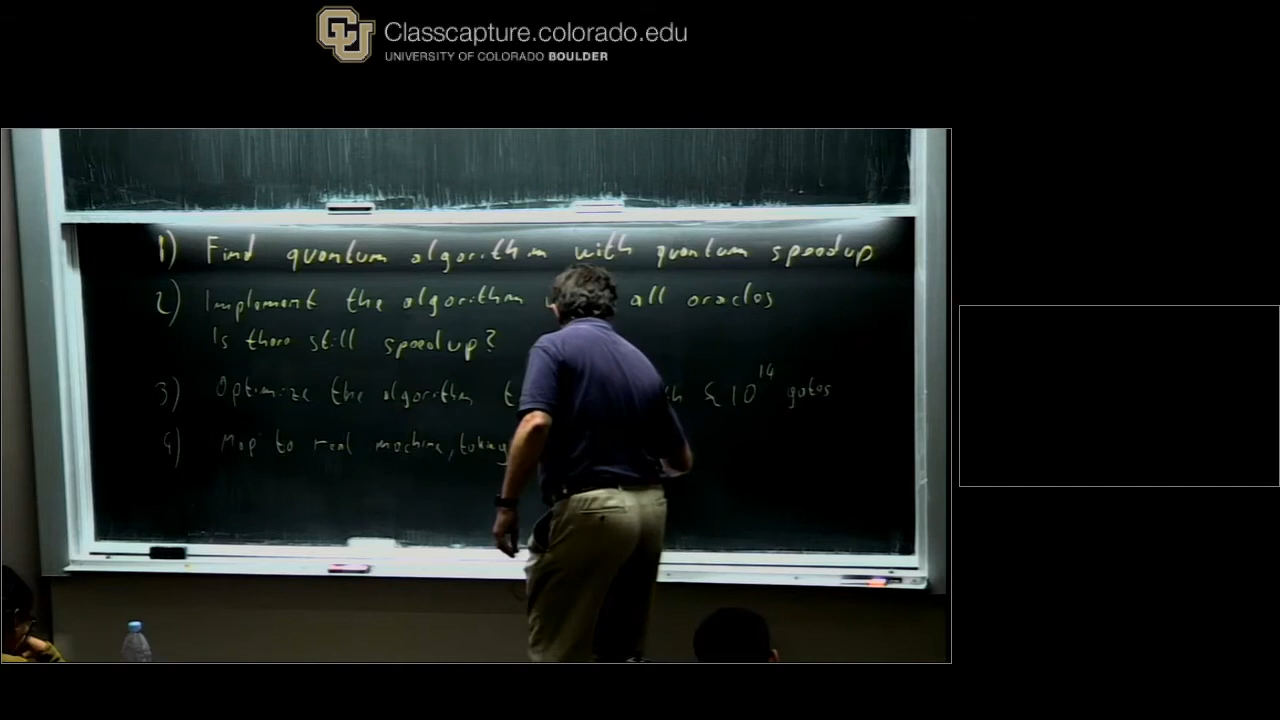 CU Classcapture.colorado.edu
UNIVERSITY OF COLORADO BOULDER
1) Find quantum algorithm with quantum speedup
2) Implement the algorithm all oracles
Is there still speedup?
3) Optimize the algorithm 10^14 gates
4) Map to real machine, taking